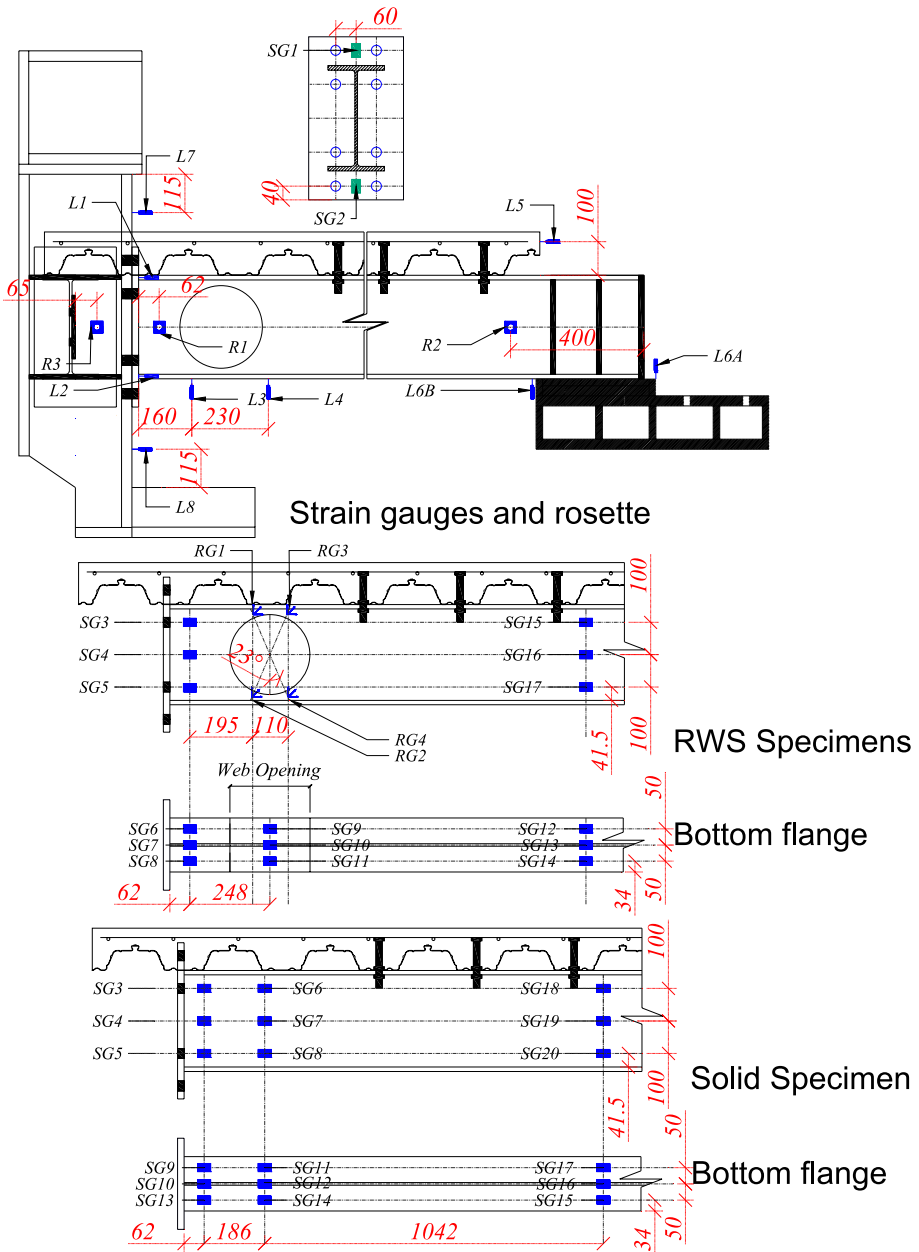 60
SG1
L7
115
L1
40
SG2
L5
100
65
62
R3
R1
R2
400
L6A
L2
L3
L4
L6B
160
230
115
L8
Strain gauges and rosette
RG1
RG3
100
SG3
SG15
SG4
SG16
23°
SG5
SG17
195
110
RG4
RG2
41.5
100
RWS Specimens
Web Opening
50
SG6
SG9
SG12
SG7
SG10
SG13
Bottom flange
SG8
SG11
SG14
62
248
34
50
100
SG3
SG6
SG18
SG4
SG7
SG19
SG5
SG8
SG20
41.5
100
Solid Specimen
50
SG9
SG11
SG17
SG10
SG12
SG16
Bottom flange
SG13
SG14
SG15
62
186
1042
34
50